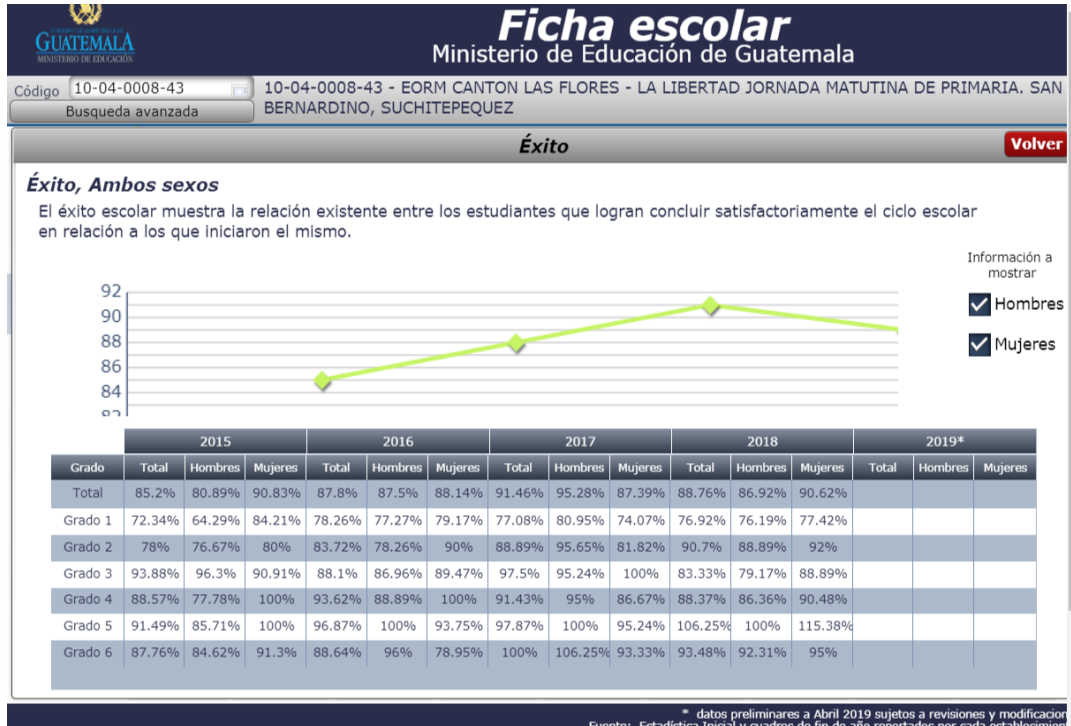 GUATEMALA
MINISTERIO DE EDUCACIÓN
Ficha escolar
Ministerio de Educación de Guatemala
Código 10-04-0008-43
Busqueda avanzada
10-04-0008-43 - EORM CANTON LAS FLORES - LA LIBERTAD JORNADA MATUTINA DE PRIMARIA. SAN
BERNARDINO, SUCHITEPEQUEZ
Éxito
Volver
Éxito, Ambos sexos
El éxito escolar muestra la relación existente entre los estudiantes que logran concluir satisfactoriamente el ciclo escolar
en relación a los que iniciaron el mismo.
Información a
mostrar
Hombres
Mujeres
92
90
88
86
84
82
2015 2016 2017 2018 2019*
Grado Total Hombres Mujeres Total Hombres Mujeres Total Hombres Mujeres Total Hombres Mujeres Total Hombres Mujeres
Total 85.2% 80.89% 90.83% 87.8% 87.5% 88.14% 91.46% 95.28% 87.39% 88.76% 86.92% 90.62%
Grado 1 72.34% 64.29% 84.21% 78.26% 77.27% 79.17% 77.08% 80.95% 74.07% 76.92% 76.19% 77.42%
Grado 2 78% 76.67% 80% 83.72% 78.26% 90% 88.89% 95.65% 81.82% 90.7% 88.89% 92%
Grado 3 93.88% 96.3% 90.91% 88.1% 86.96% 89.47% 97.5% 95.24% 100% 83.33% 79.17% 88.89%
Grado 4 88.57% 77.78% 100% 93.62% 88.89% 100% 91.43% 95% 86.67% 88.37% 86.36% 90.48%
Grado 5 91.49% 85.71% 100% 96.87% 100% 93.75% 97.87% 100% 95.24% 106.25% 100% 115.38%
Grado 6 87.76% 84.62% 91.3% 88.64% 96% 78.95% 100% 106.25% 93.33% 93.48% 92.31% 95%
* datos preliminares a Abril 2019 sujetos a revisiones y modificacion
Fuente: Estadística Inicial y cuadros de fin de año reportados por cada establecimien